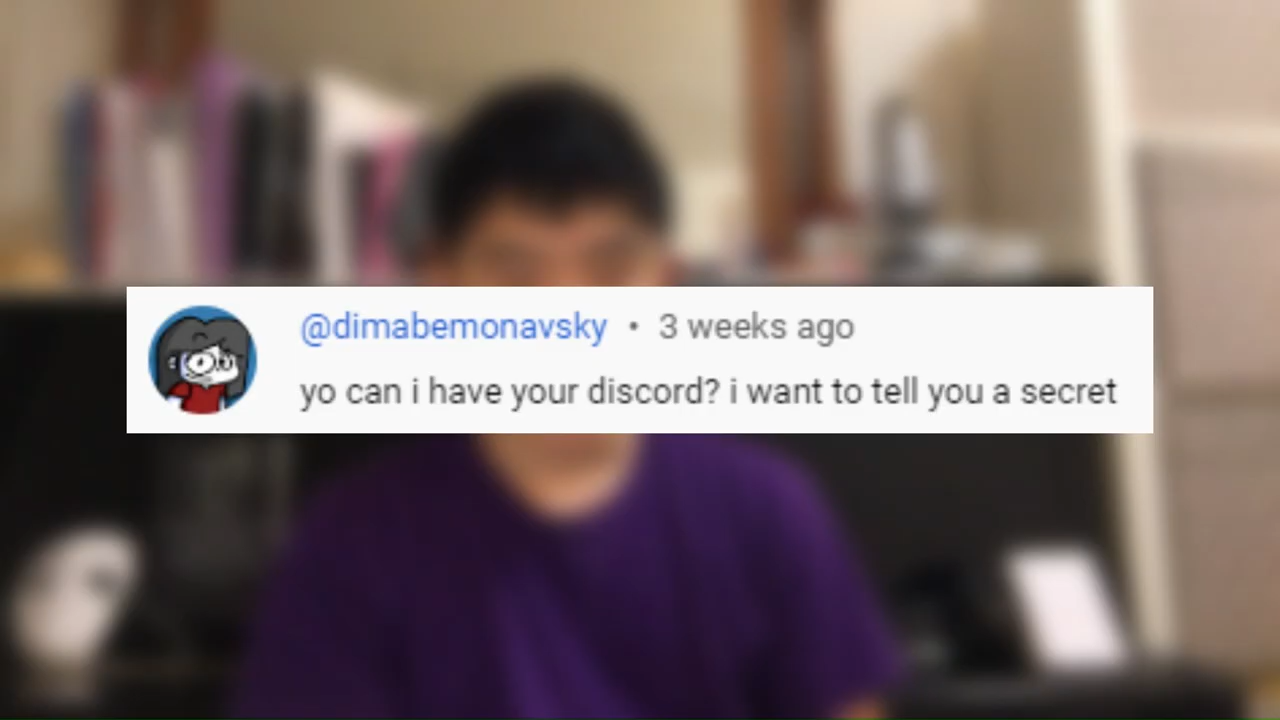 @dimabemonavsky • 3 weeks ago
yo can i have your discord? i want to tell you a secret